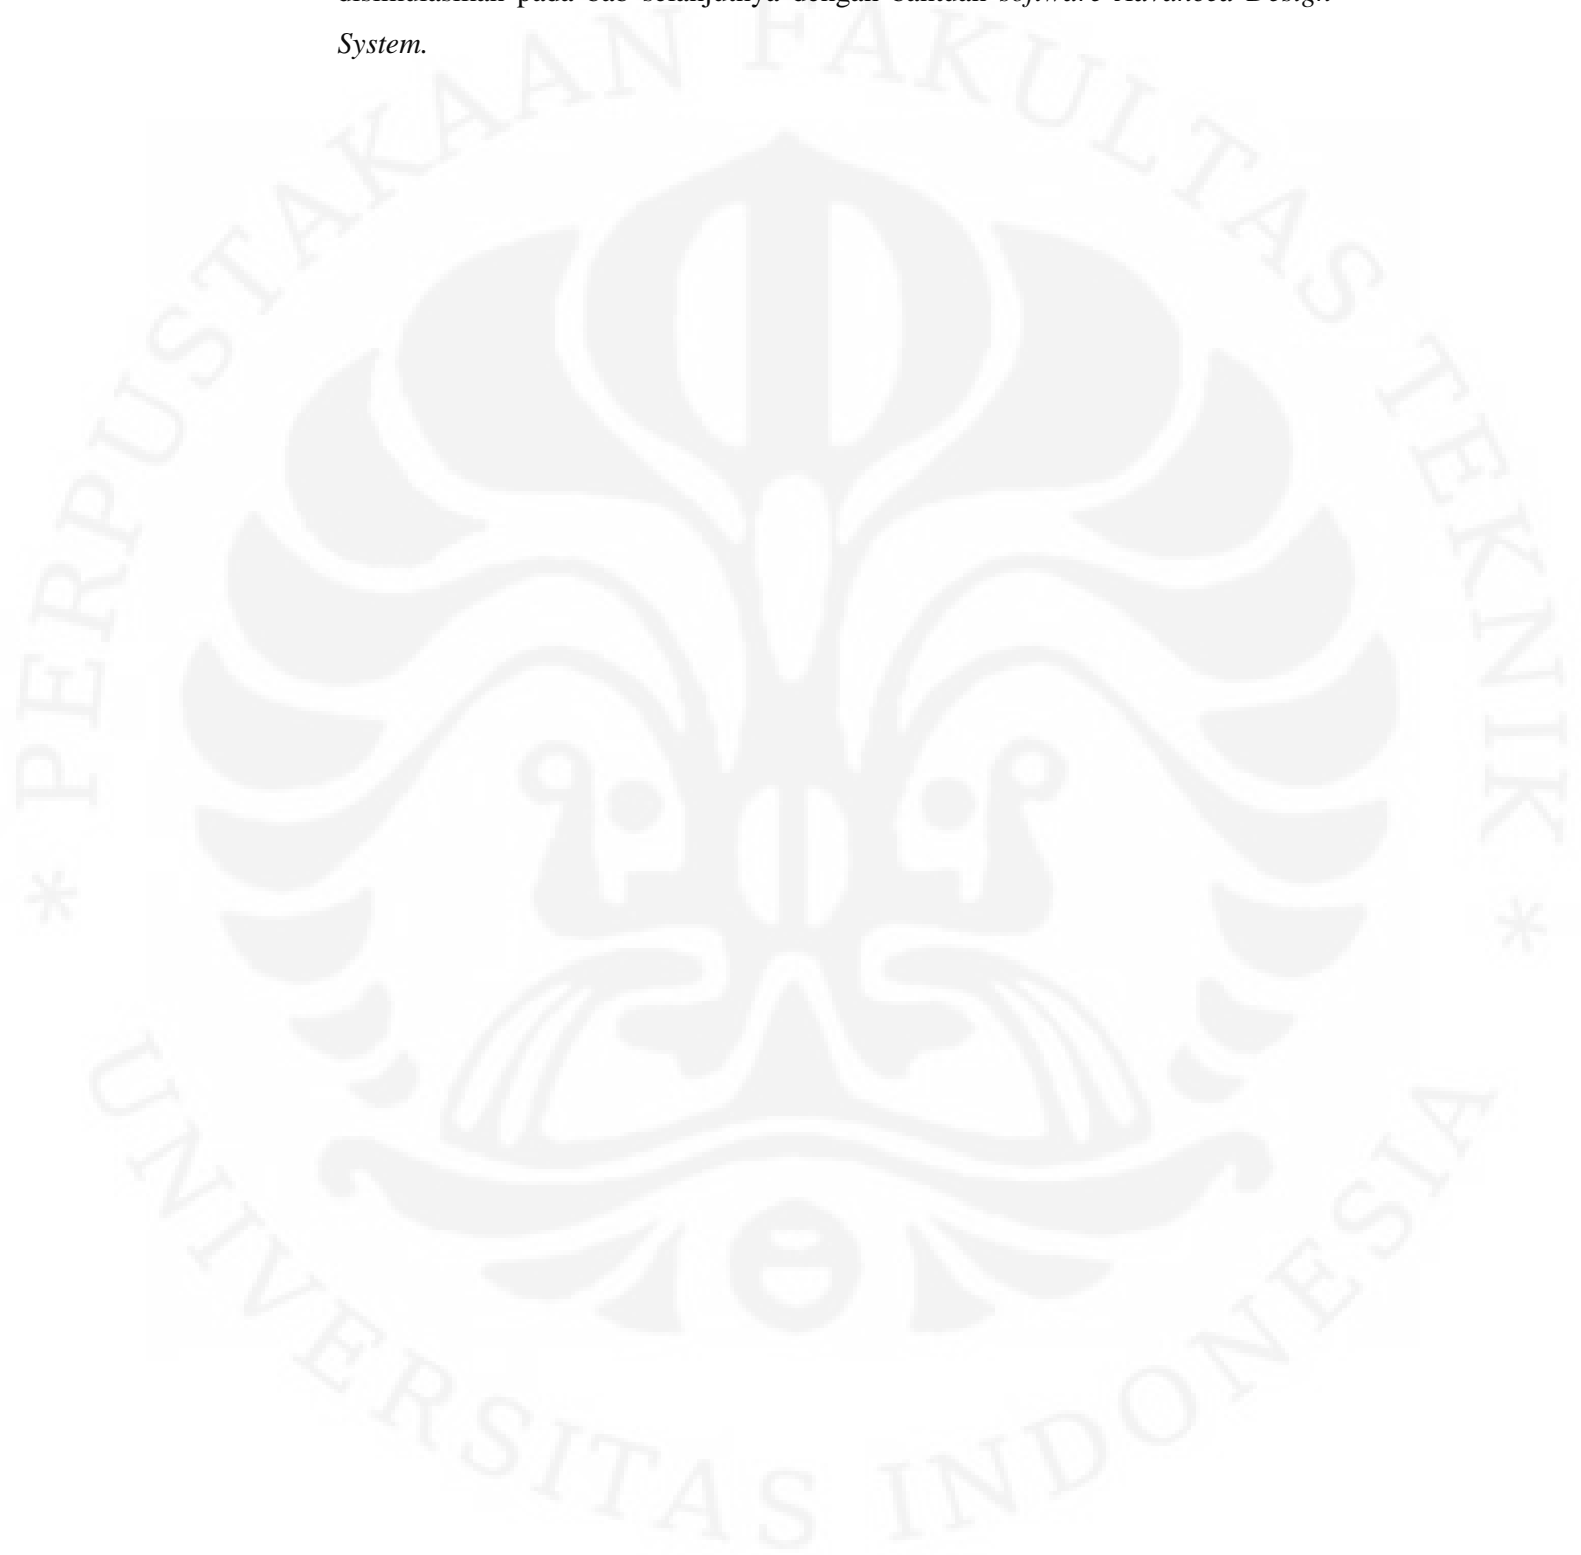 disimulasikan pada bab selanjutnya dengan bantuan software Advanced Design
System.
PERPUSTAKAAN FAKULTAS TEKNIK
* UNIVERSITAS INDONESIA *